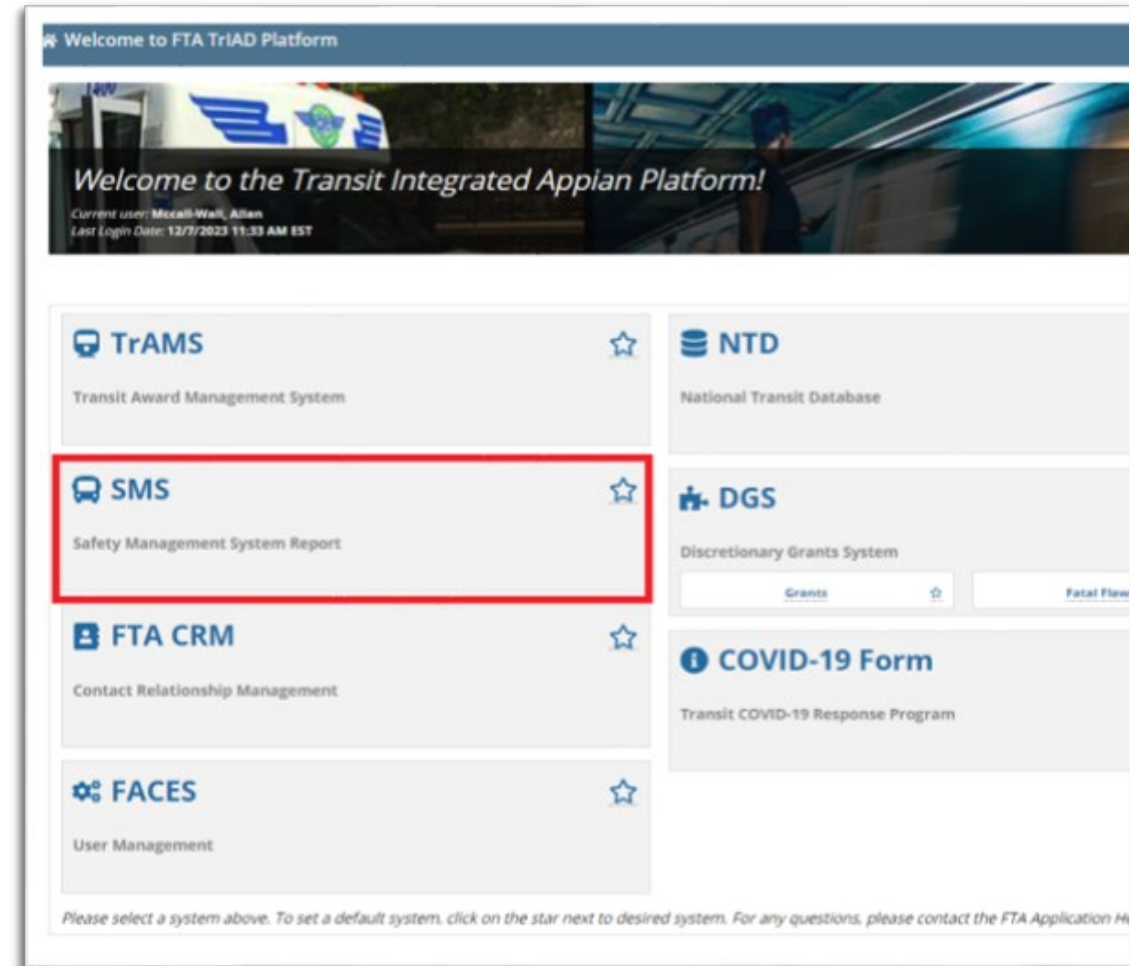 Welcome to FTA TrIAD Platform
1400
Welcome to the Transit Integrated Appian Platform!
Current user: Mccall-Wall, Allan
Last Login Date: 12/7/2023 11:33 AM EST
TrAMS
Transit Award Management System
NTD
National Transit Database
SMS
Safety Management System Report
DGS
Discretionary Grants System
Grants
Fatal Flaw
FTA CRM
Contact Relationship Management
COVID-19 Form
Transit COVID-19 Response Program
FACES
User Management
Please select a system above. To set a default system, click on the star next to desired system. For any questions, please contact the FTA Application